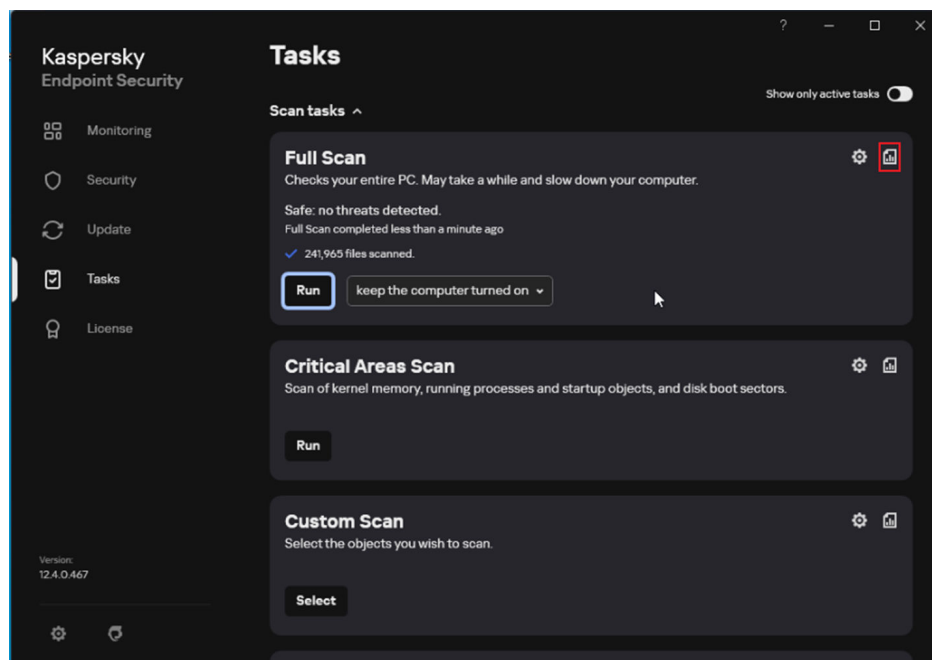 Kaspersky
Endpoint Security
Monitoring
Security
Update
Tasks
License
Version:
12.4.0.467
?
Tasks
Show only active tasks
Scan tasks
Full Scan
Checks your entire PC. May take a while and slow down your computer.
Safe: no threats detected.
Full Scan completed less than a minute ago
241,965 files scanned.
Run
keep the computer turned on
Critical Areas Scan
Scan of kernel memory, running processes and startup objects, and disk boot sectors.
Run
Custom Scan
Select the objects you wish to scan.
Select